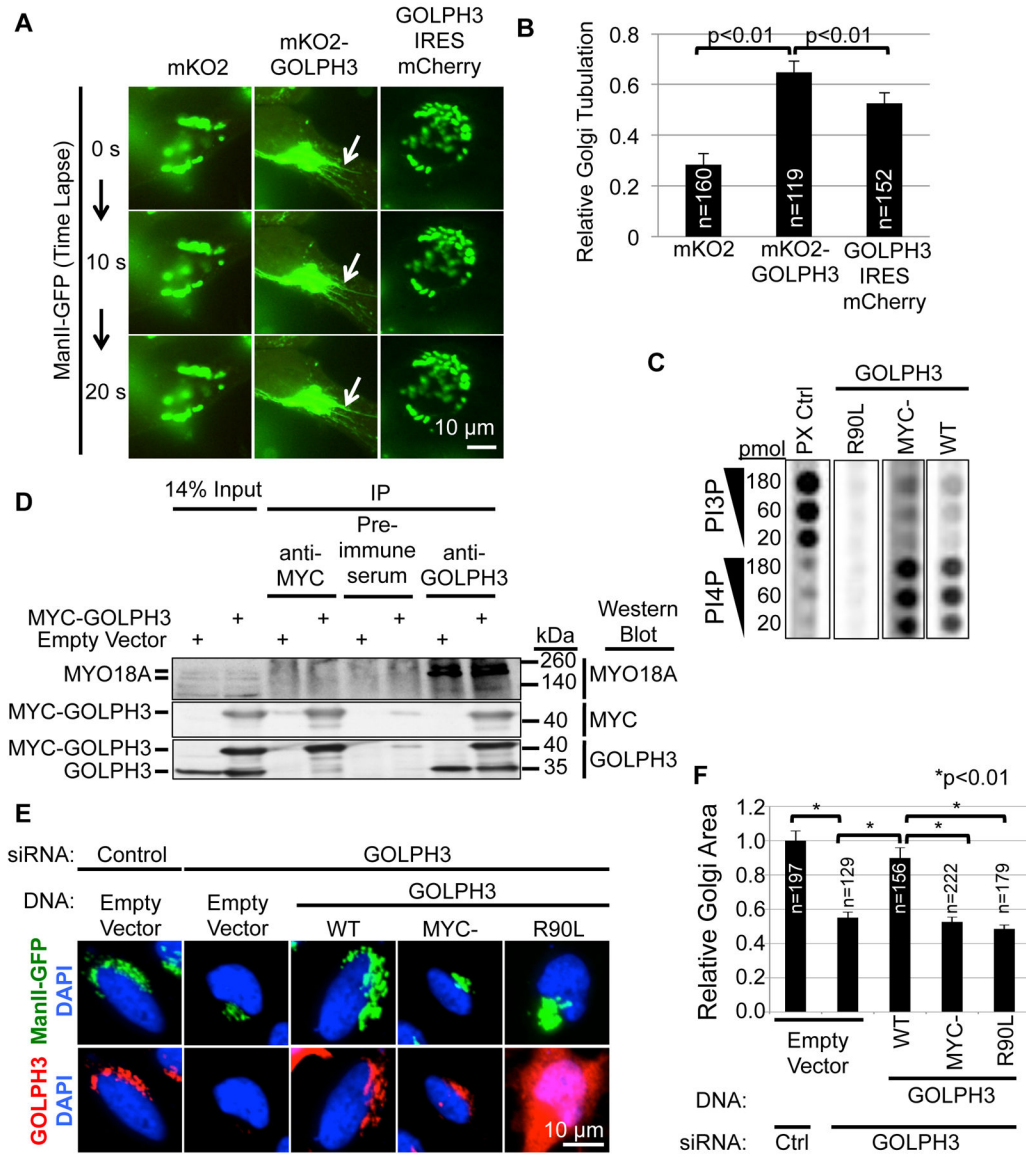 A
mKO2
mKO2-
GOLPH3
GOLPH3
IRES
mCherry
ManII-GFP (Time Lapse)
0 s
10 s
20 s
10 µm
B
p<0.01
p<0.01
Relative Golgi Tubulation
0.8
0.6
0.4
0.2
0
n=160
n=119
n=152
mKO2
mKO2-
GOLPH3
GOLPH3
IRES
mCherry
C
GOLPH3
PX Ctrl
R90L
MYC-
WT
pmol
PI3P
180
60
20
PI4P
180
60
20
D
14% Input
IP
anti-
MYC
Pre-
immune
serum
anti-
GOLPH3
MYC-GOLPH3
+
+
+
+
Empty Vector
+
+
+
+
kDa
Western
Blot
MYO18A
260
140
MYO18A
MYC-GOLPH3
40
MYC
MYC-GOLPH3
GOLPH3
40
35
GOLPH3
E
siRNA:
Control
GOLPH3
DNA:
Empty
Vector
Empty
Vector
GOLPH3
WT
MYC-
R90L
ManII-GFP
DAPI
GOLPH3
DAPI
10 µm
F
*p<0.01
*
*
*
*
Relative Golgi Area
1.2
1.0
0.8
0.6
0.4
0.2
0.0
n=197
n=129
n=156
n=222
n=179
Empty
Vector
WT
MYC-
R90L
DNA:
GOLPH3
siRNA:
Ctrl
GOLPH3